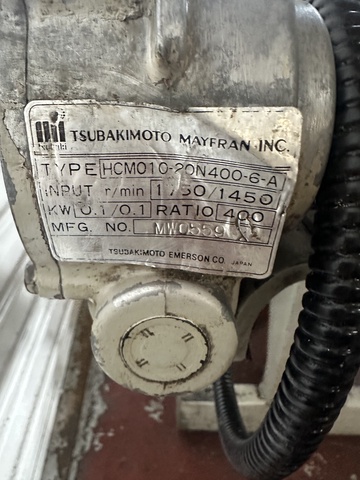 TSUBAKIMOTO MAYFRAN INC.
TYPE HCM010-20N400-6-A
INPUT r/min 1750/1450
KW 0.1/0.1 RATIO 400
MFG. NO.
TSUBAKIMOTO EMERSON CO. JAPAN